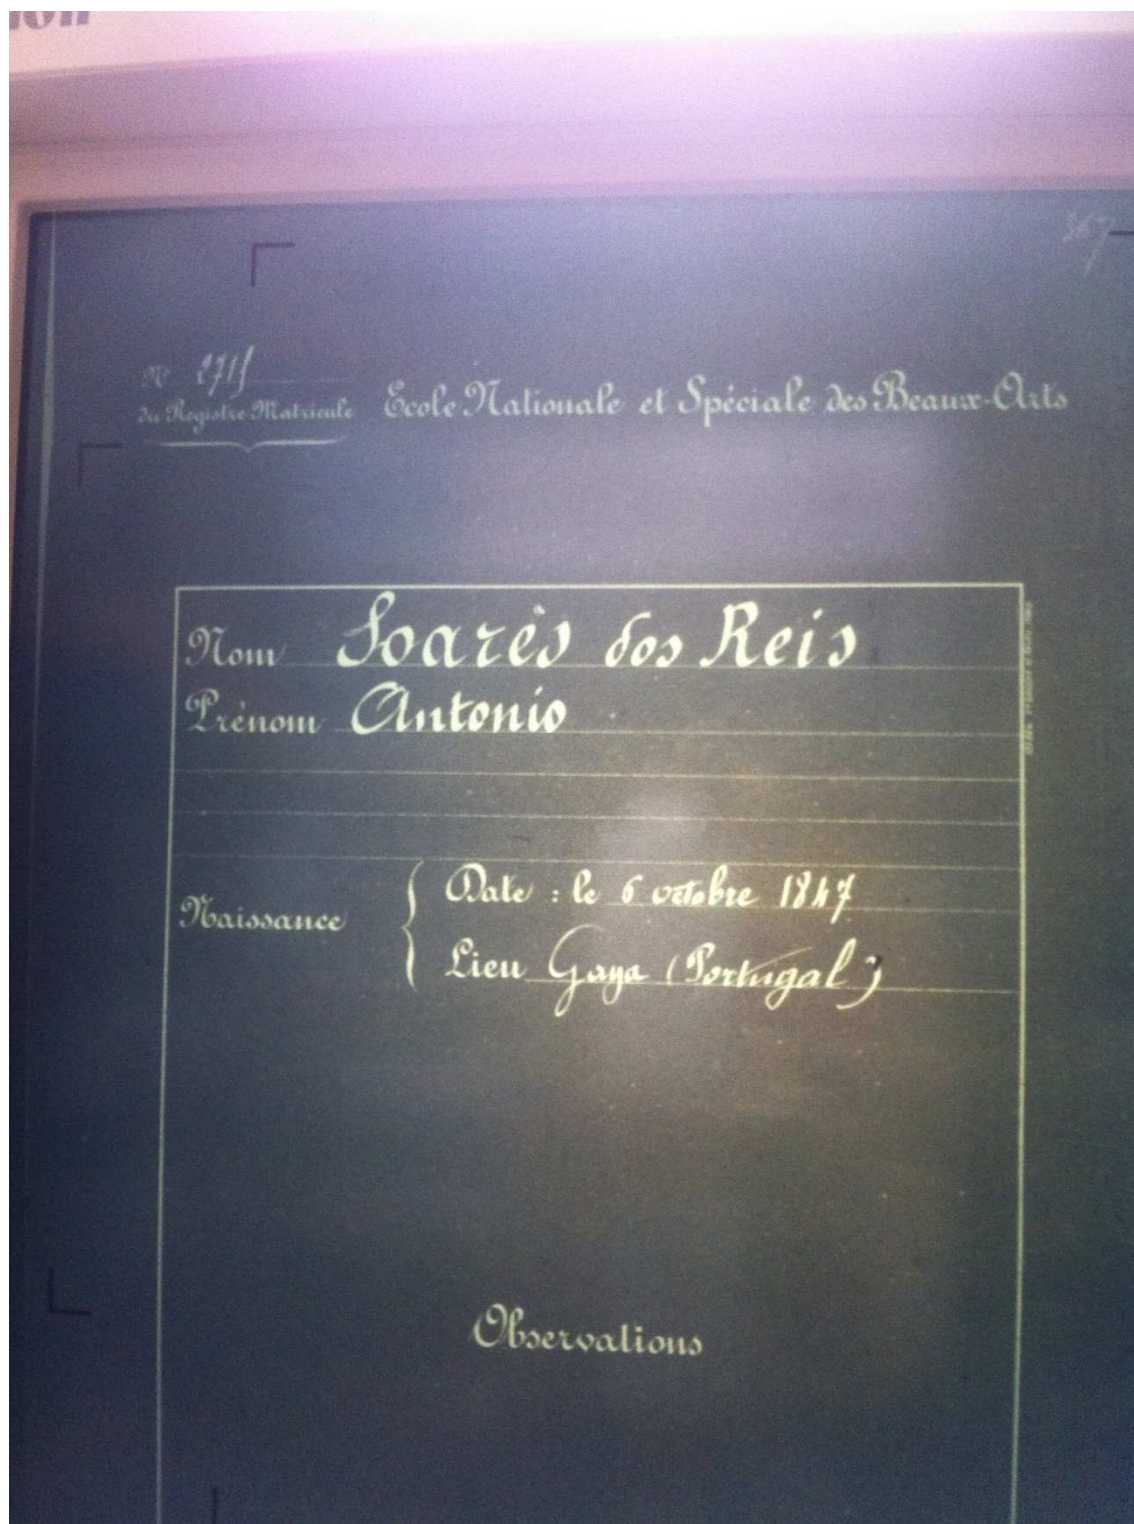 367
N° 2715
du Registre Matricule
Ecole Nationale et Spéciale des Beaux-Arts
Nom Soarès dos Reis
Prénom Antonio
Naissance
Date : le 6 octobre 1847
Lieu Gaya (Portugal)
Observations